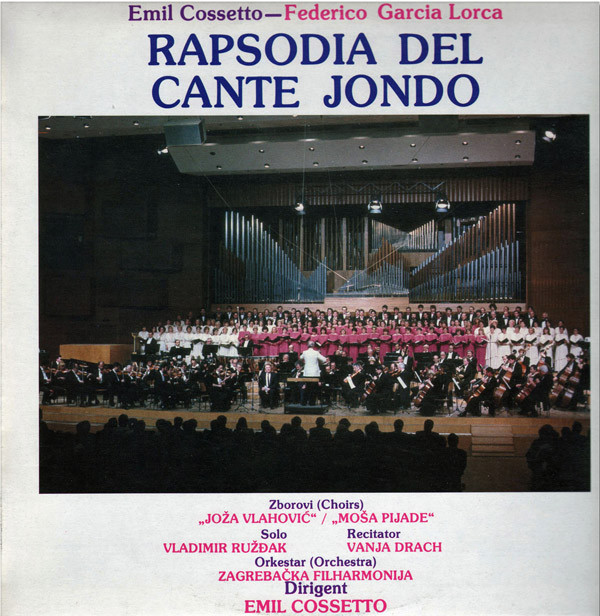 Emil Cossetto—Federico Garcia Lorca
RAPSODIA DEL
CANTE JONDO
Zborovi (Choirs)
„JOŽA VLAHOVIĆ“ / „MOŠA PIJADE“
Solo Recitator
VLADIMIR RUŽĐAK VANJA DRACH
Orkestar (Orchestra)
ZAGREBAČKA FILHARMONIJA
Dirigent
EMIL COSSETTO